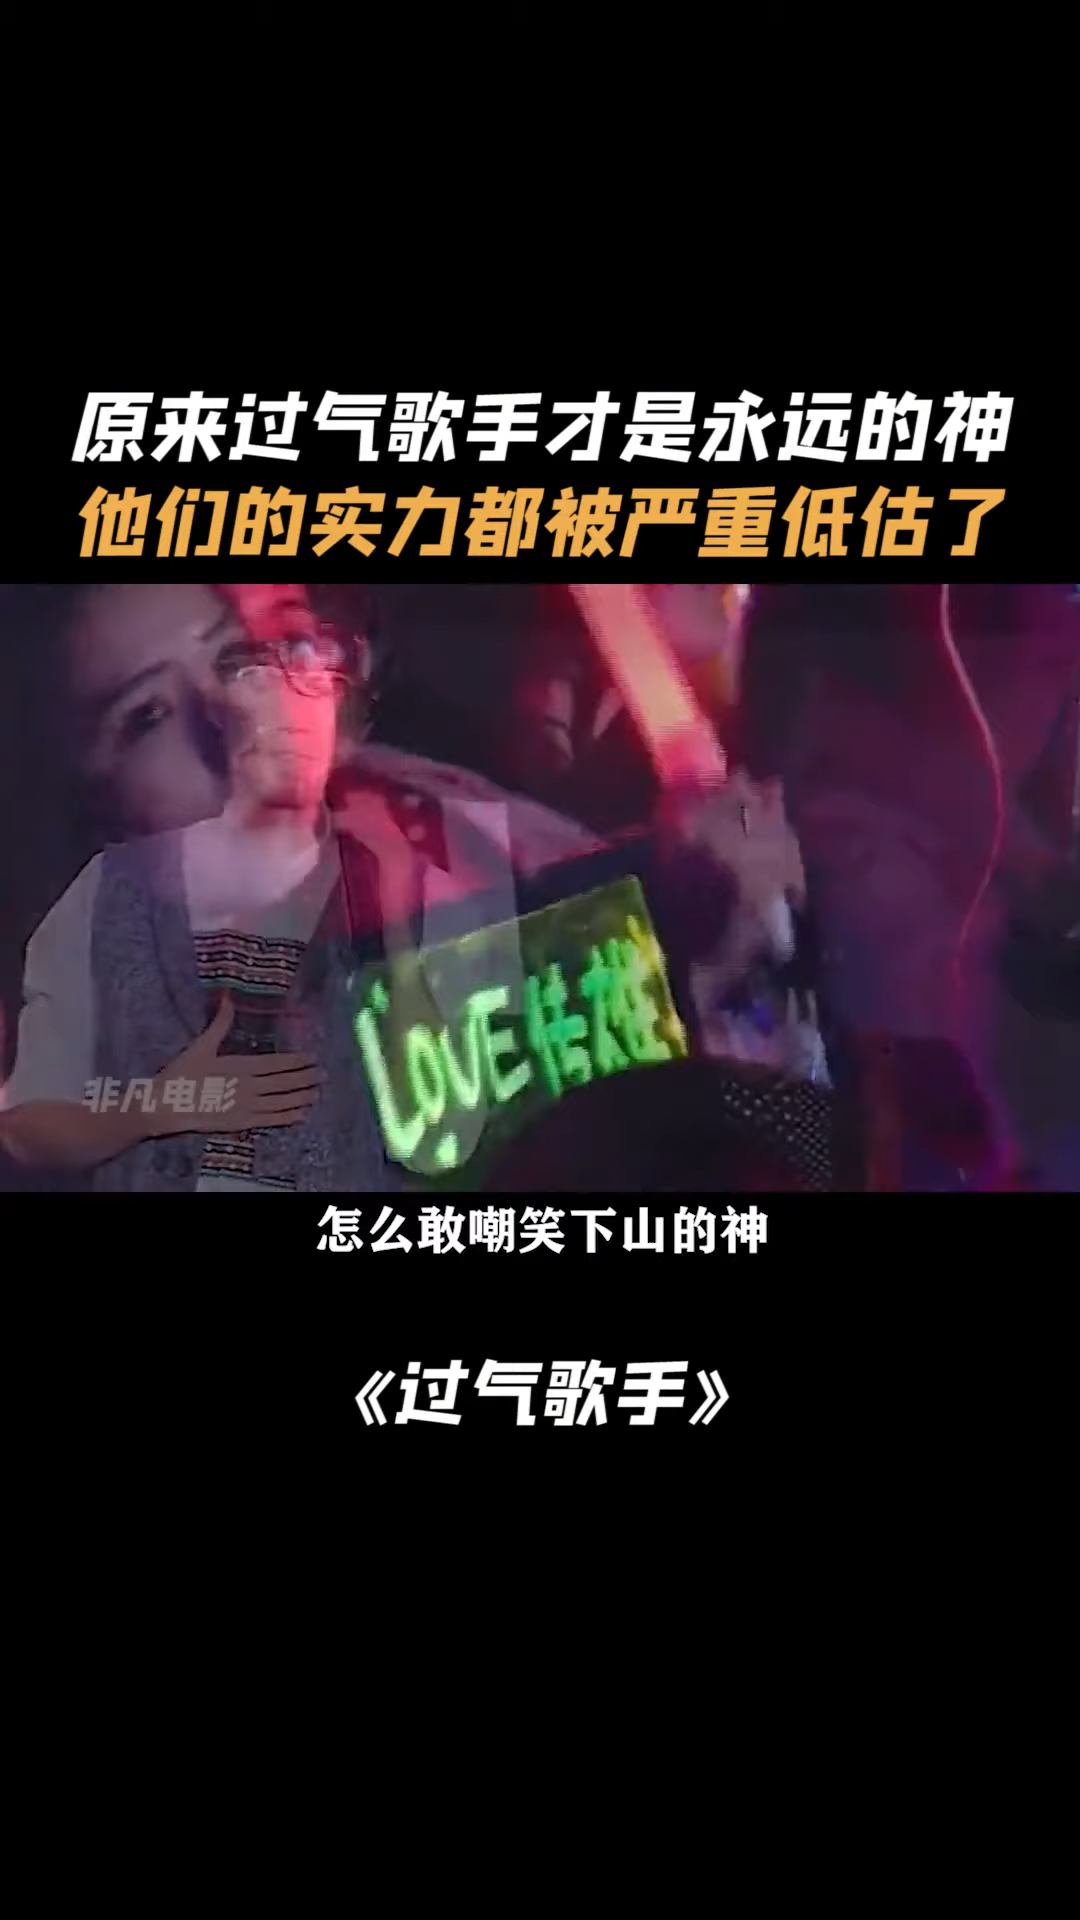 原来过气歌手才是永远的神
他们的实力都被严重低估了
LOVE佳雄
非凡电影
怎么敢嘲笑下山的神
《过气歌手》